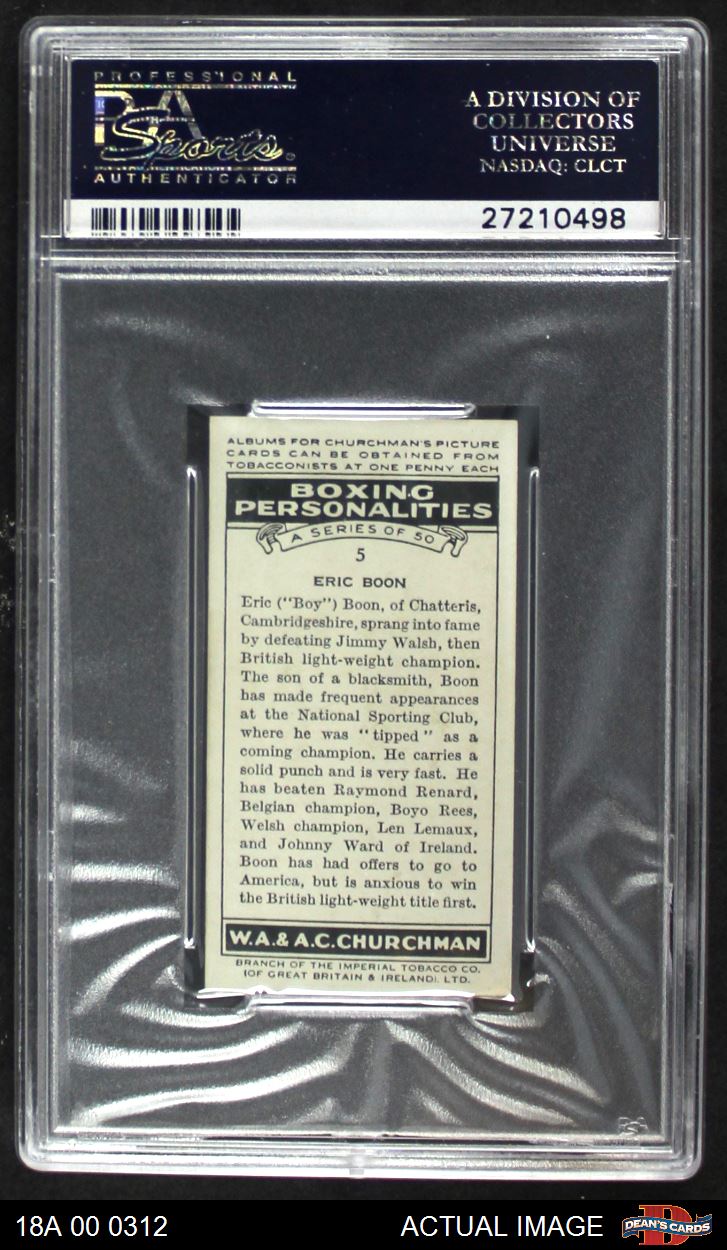 PROFESSIONAL
PSA
Sports
AUTHENTICATOR
A DIVISION OF
COLLECTORS
UNIVERSE
NASDAQ: CLCT
27210498
ALBUMS FOR CHURCHMAN'S PICTURE
CARDS CAN BE OBTAINED FROM
TOBACCONISTS AT ONE PENNY EACH
BOXING
PERSONALITIES
A SERIES OF 50
5
ERIC BOON
Eric ("Boy") Boon, of Chatteris,
Cambridgeshire, sprang into fame
by defeating Jimmy Walsh, then
British light-weight champion.
The son of a blacksmith, Boon
has made frequent appearances
at the National Sporting Club,
where he was "tipped" as a
coming champion. He carries a
solid punch and is very fast. He
has beaten Raymond Renard,
Belgian champion, Boyo Rees,
Welsh champion, Len Lemaux,
and Johnny Ward of Ireland.
Boon has had offers to go to
America, but is anxious to win
the British light-weight title first.
W.A.& A.C.CHURCHMAN
BRANCH OF THE IMPERIAL TOBACCO CO.
(OF GREAT BRITAIN & IRELAND), LTD.
PSA
18A 00 0312
ACTUAL IMAGE
D
DEAN'S CARDS